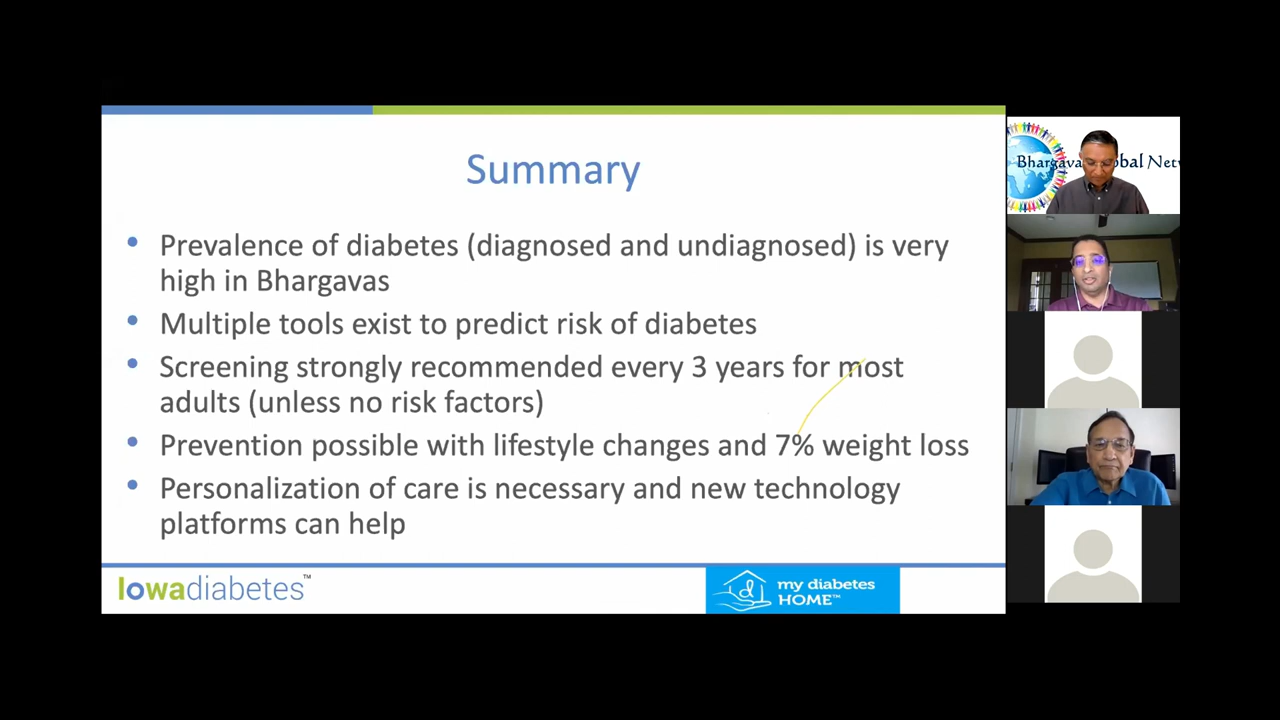 Summary
Prevalence of diabetes (diagnosed and undiagnosed) is very
high in Bhargavas
Multiple tools exist to predict risk of diabetes
Screening strongly recommended every 3 years for most
adults (unless no risk factors)
Prevention possible with lifestyle changes and 7% weight loss
Personalization of care is necessary and new technology
platforms can help
Iowadiabetes™
my diabetes
HOME™
Bhargava